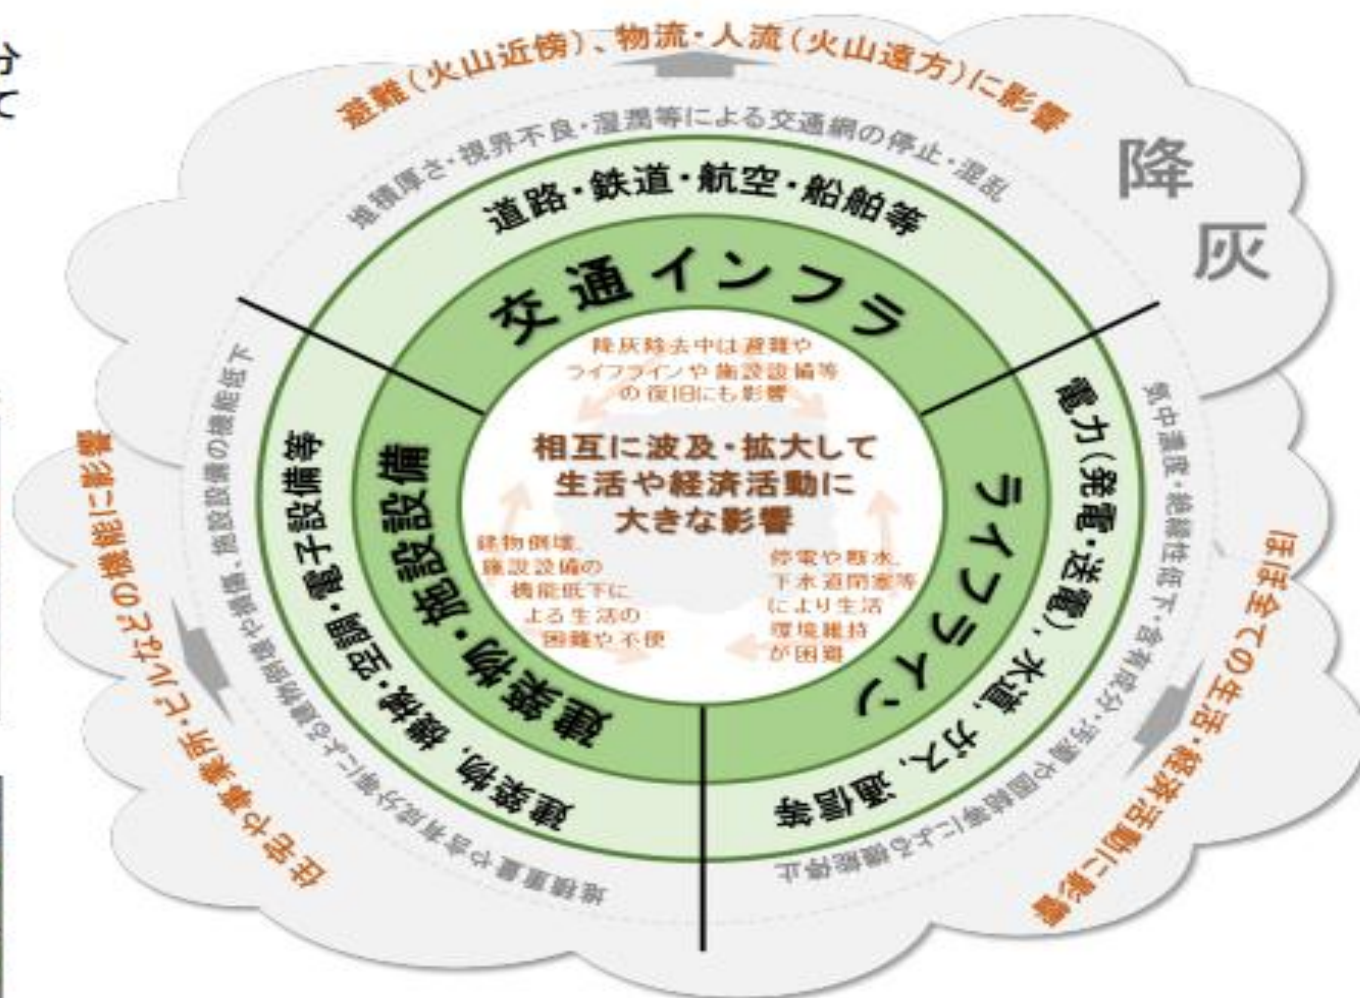 分
て
避難(火山近傍)、物流・人流(火山遠方)に影響
降
灰
堆積厚さ・視界不良・湿潤等による交通網の停止・混乱
道路・鉄道・航空・船舶等
交通インフラ
降灰除去中は避難や
ライフラインや施設設備等
の復旧にも影響
相互に波及・拡大して
生活や経済活動に
大きな影響
建物倒壊、
施設設備の
機能低下に
よる生活の
困難や不便
停電や断水、
下水道閉塞等
により生活
環境維持
が困難
ライフライン
電力(発電・送電)、水道、ガス、通信等
気中濃度・絶縁性低下・含有成分・汚濁や固結等による機能停止
ほぼ全ての生活・経済活動に影響
建築物・施設設備
建築物、機械・空調・電子設備等
堆積重量や含有成分等による建物倒壊や損傷、施設設備の機能低下
住宅や事業所・ビルなどの機能に影響